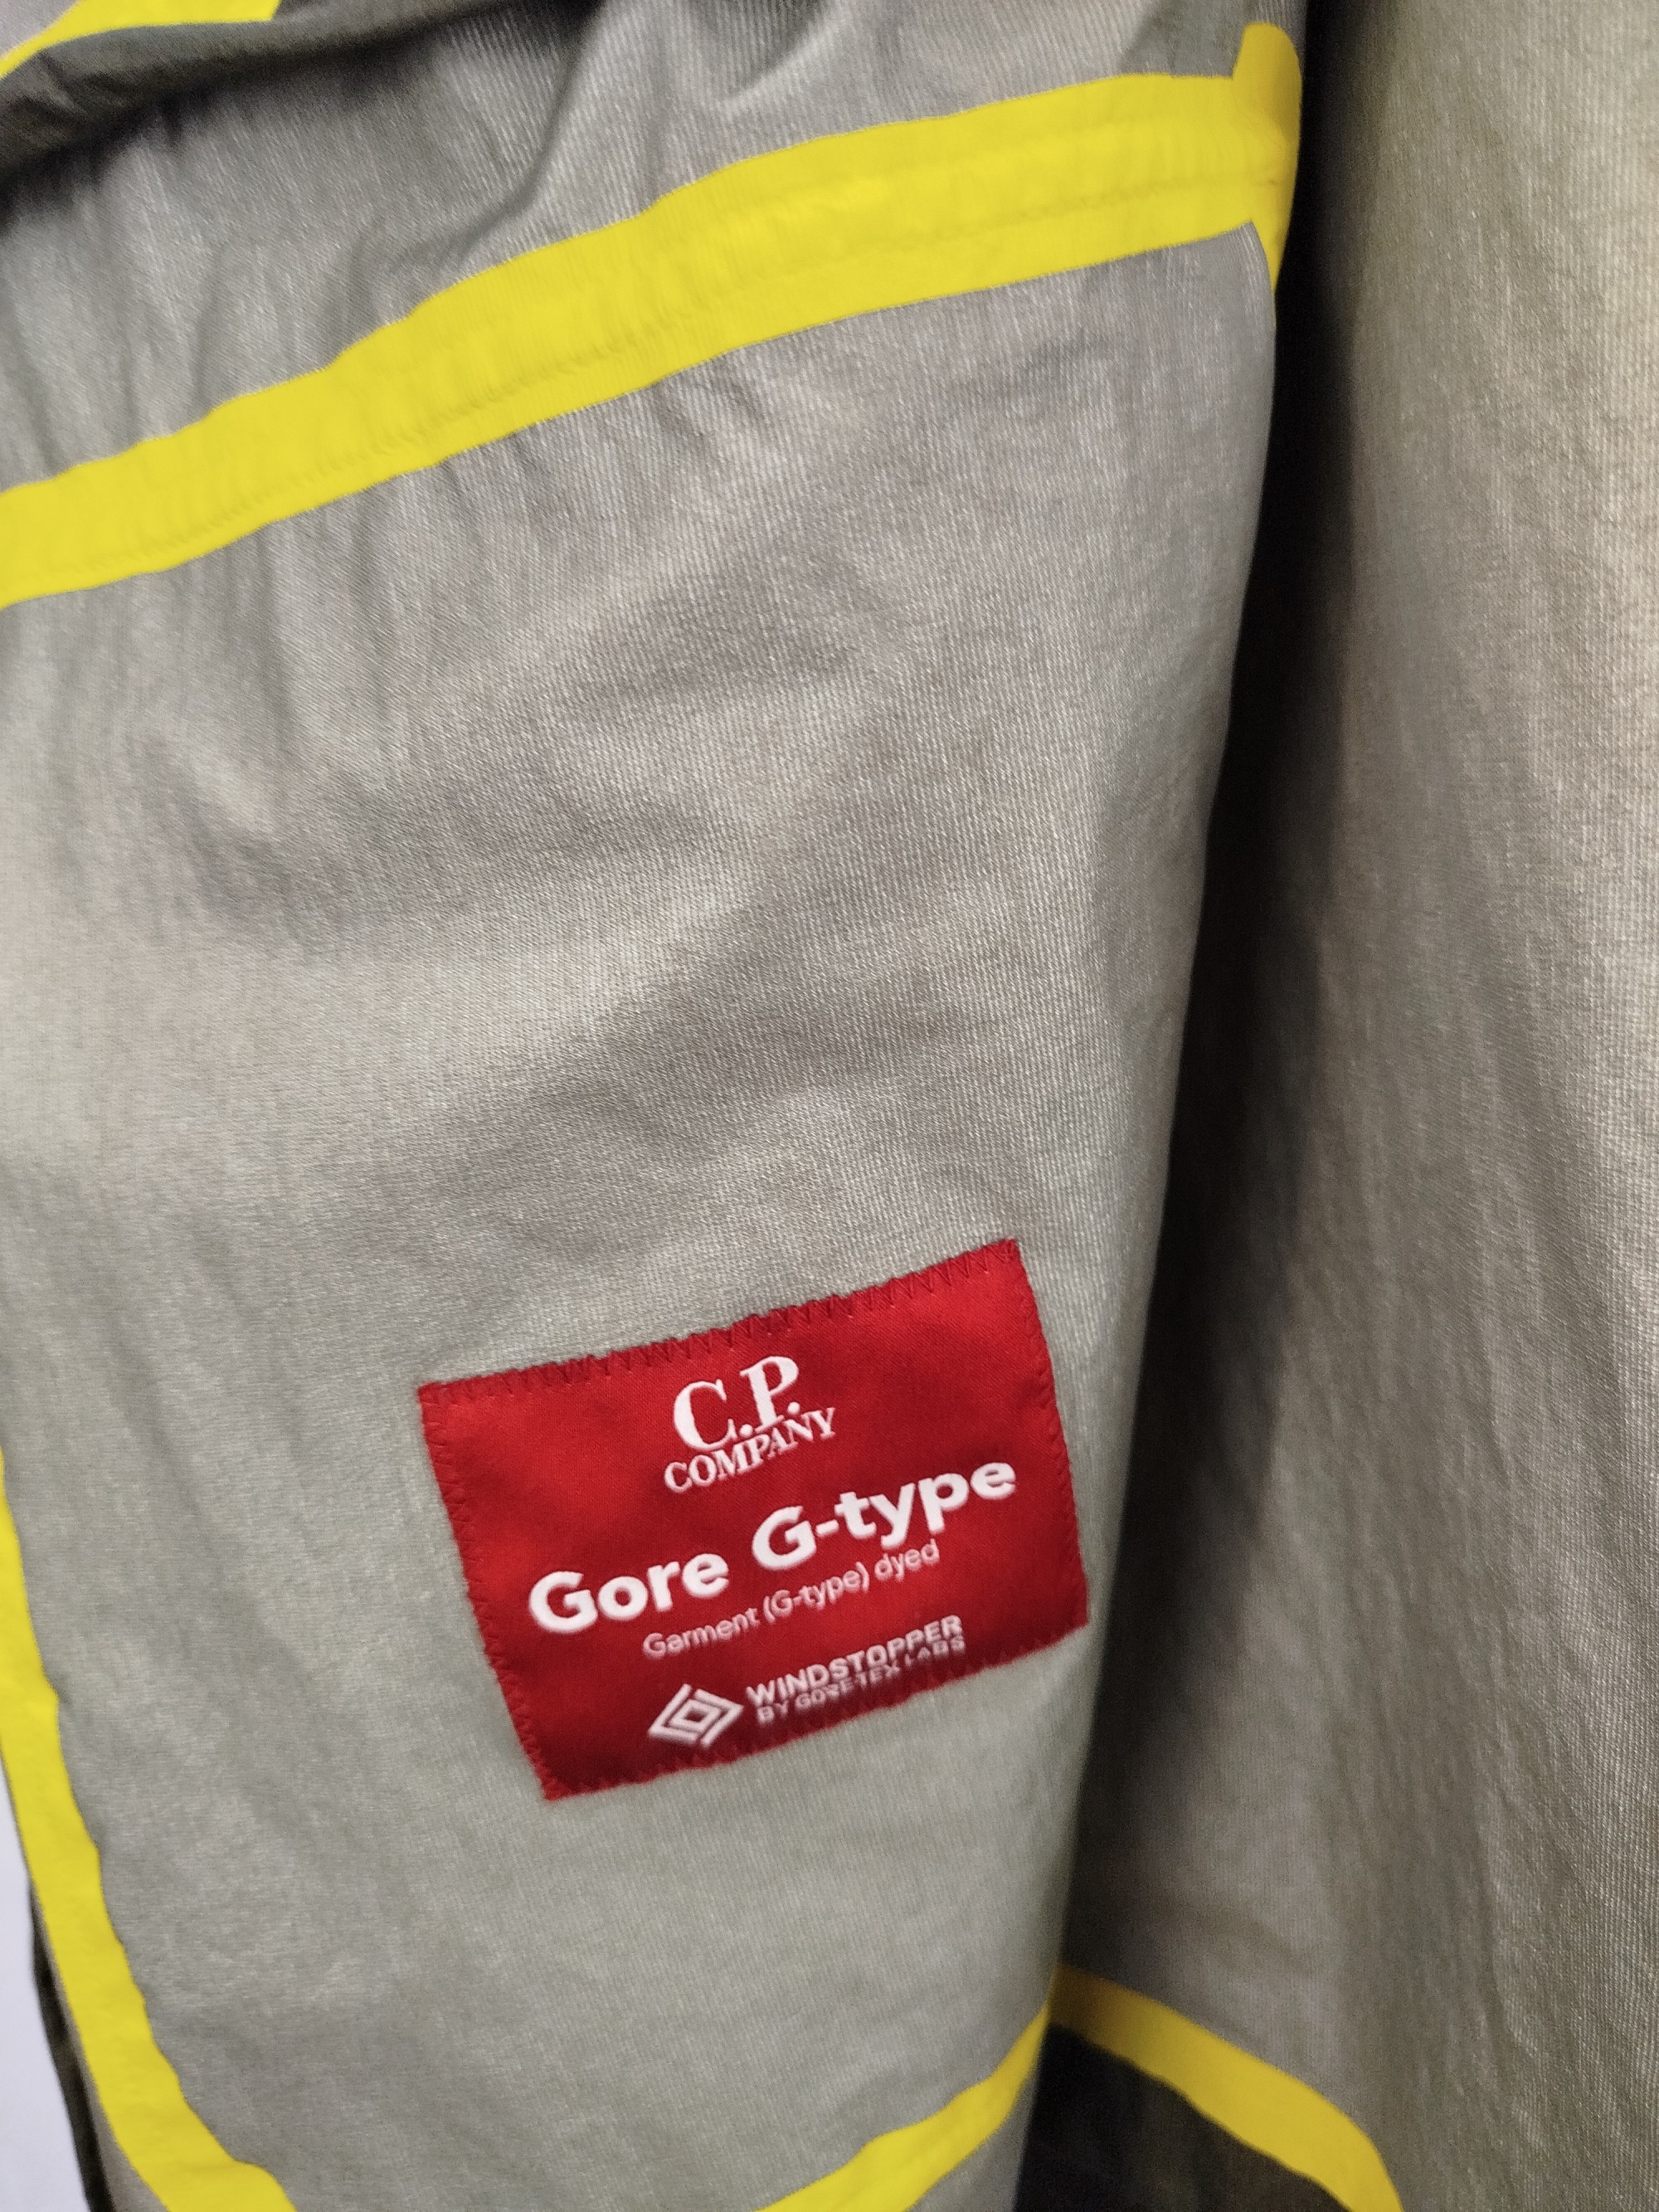 C.P.
COMPANY
Gore G-type
Garment (G-type) dyed
WINDSTOPPER
BY GORE-TEX LABS